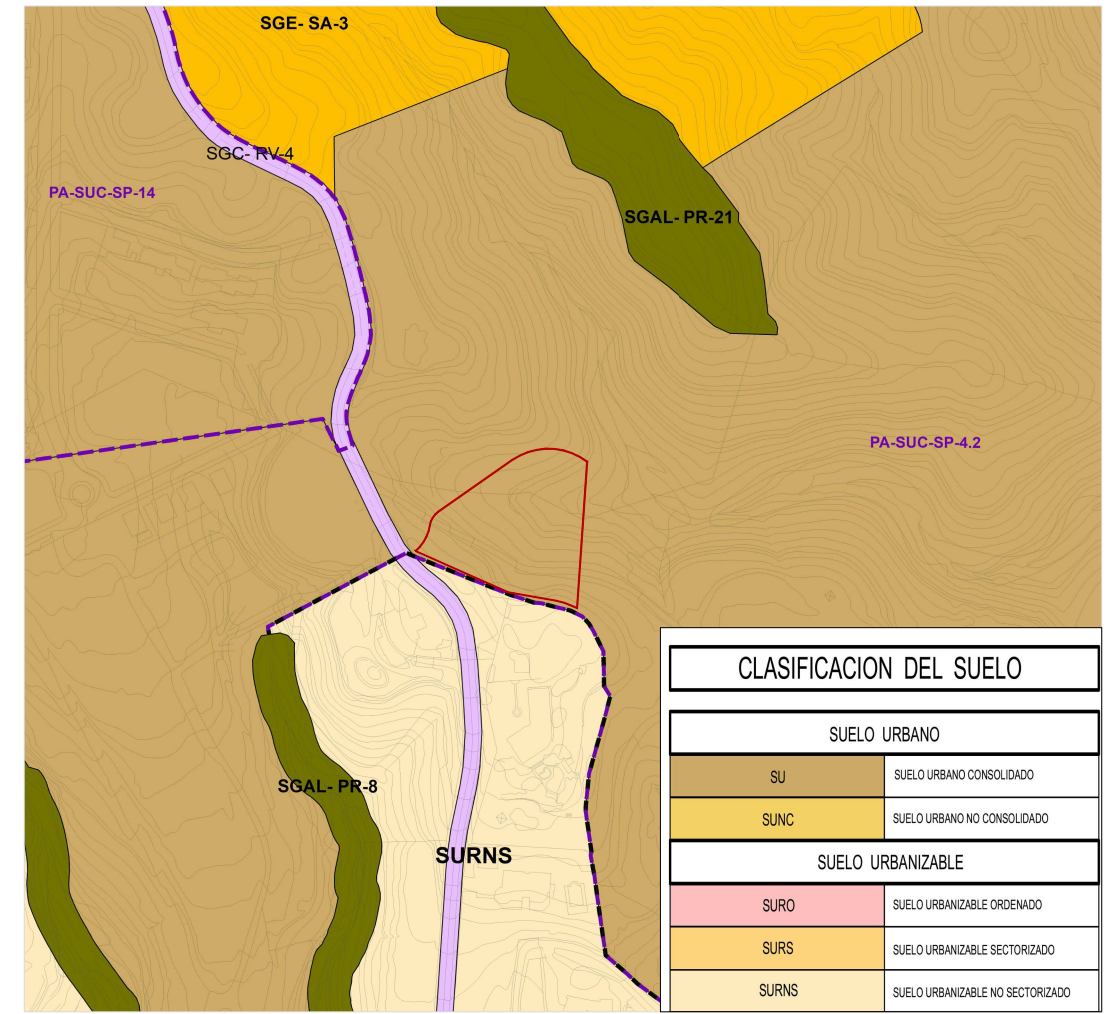 SGE- SA-3
SGC- RV-4
PA-SUC-SP-14
SGAL- PR-21
PA-SUC-SP-4.2
SGAL- PR-8
SURNS
CLASIFICACION DEL SUELO
SUELO URBANO
SU SUELO URBANO CONSOLIDADO
SUNC SUELO URBANO NO CONSOLIDADO
SUELO URBANIZABLE
SURO SUELO URBANIZABLE ORDENADO
SURS SUELO URBANIZABLE SECTORIZADO
SURNS SUELO URBANIZABLE NO SECTORIZADO